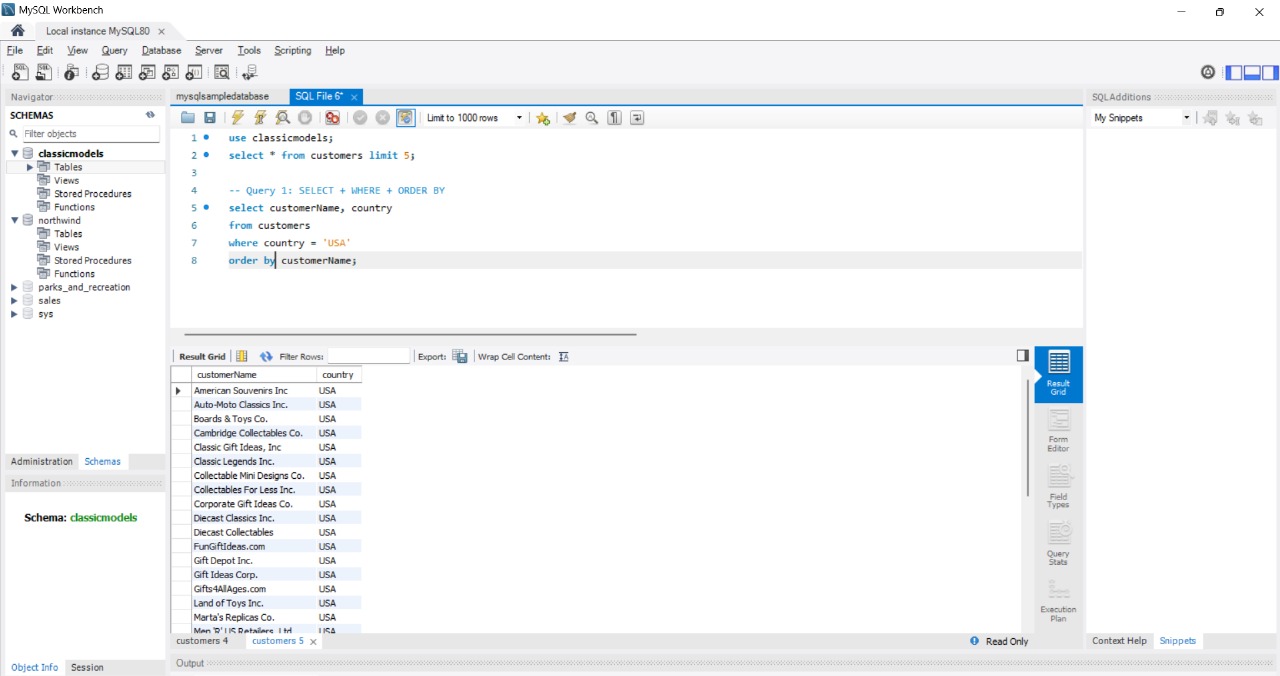 MySQL Workbench
Local instance MySQL80
File Edit View Query Database Server Tools Scripting Help
Navigator
SCHEMAS
Filter objects
classicmodels
Tables
Views
Stored Procedures
Functions
northwind
Tables
Views
Stored Procedures
Functions
parks_and_recreation
sales
sys
Administration Schemas
Information
Schema: classicmodels
Object Info Session
mysqlsampledatabase SQL File 6*
Limit to 1000 rows
1 use classicmodels;
2 select * from customers limit 5;
3
4 -- Query 1: SELECT + WHERE + ORDER BY
5 select customerName, country
6 from customers
7 where country = 'USA'
8 order by customerName;
Result Grid Filter Rows: Export: Wrap Cell Content:
customerName country
American Souvenirs Inc USA
Auto-Moto Classics Inc. USA
Boards & Toys Co. USA
Cambridge Collectables Co. USA
Classic Gift Ideas, Inc USA
Classic Legends Inc. USA
Collectable Mini Designs Co. USA
Collectables For Less Inc. USA
Corporate Gift Ideas Co. USA
Diecast Classics Inc. USA
Diecast Collectables USA
FunGiftIdeas.com USA
Gift Depot Inc. USA
Gift Ideas Corp. USA
Gifts4AllAges.com USA
Land of Toys Inc. USA
Marta's Replicas Co. USA
Men 'R' US Retailers, Ltd. USA
customers 4 customers 5 Read Only
Output
Result
Grid
Form
Editor
Field
Types
Query
Stats
Execution
Plan
SQLAdditions
My Snippets
Context Help Snippets